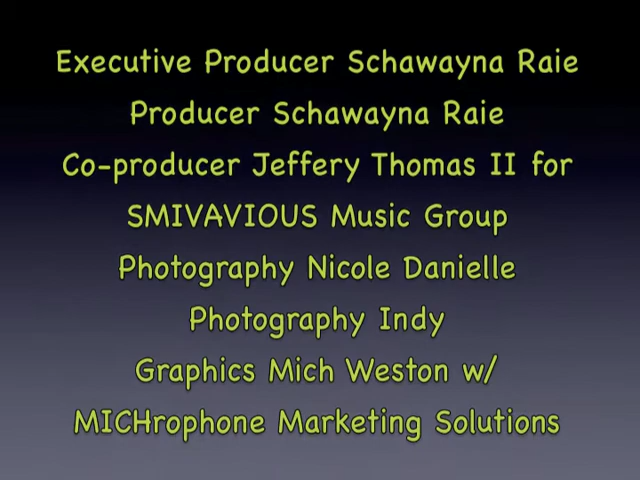 Executive Producer Schawayna Raie
Producer Schawayna Raie
Co-producer Jeffery Thomas II for
SMIVAVIOUS Music Group
Photography Nicole Danielle
Photography Indy
Graphics Mich Weston w/
MICHrophone Marketing Solutions